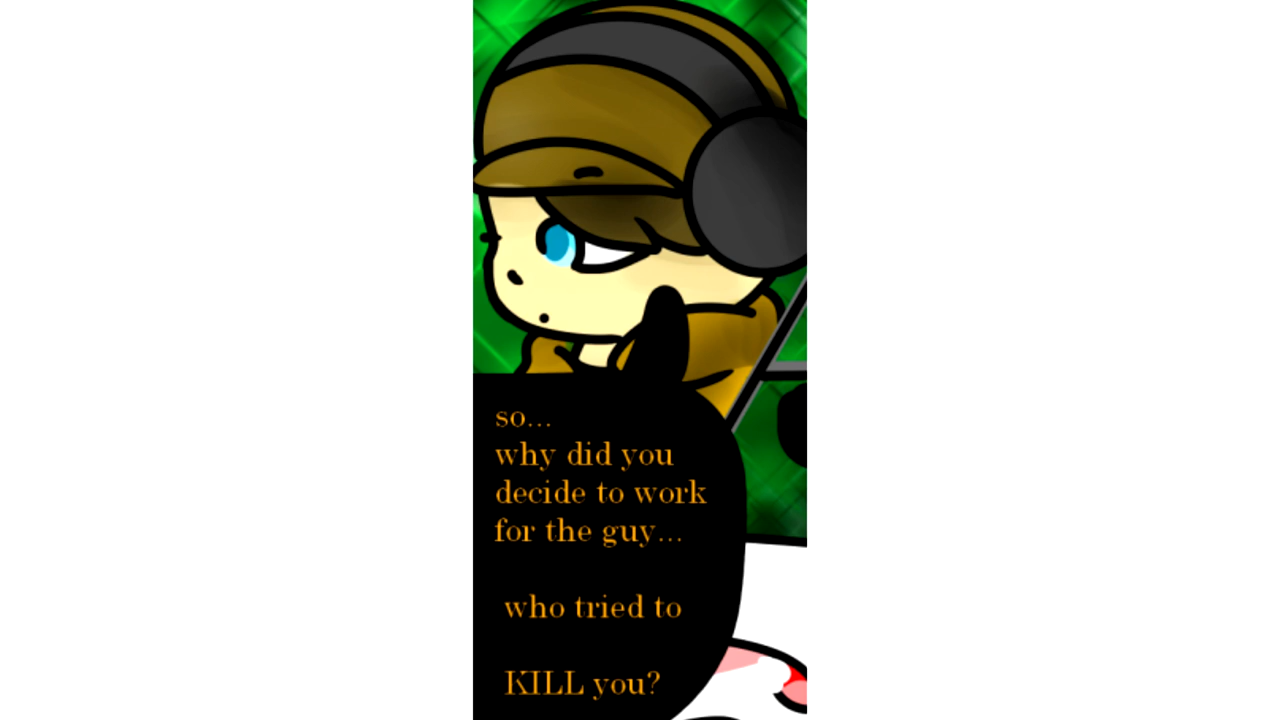 so...
why did you
decide to work
for the guy...
who tried to
KILL you?